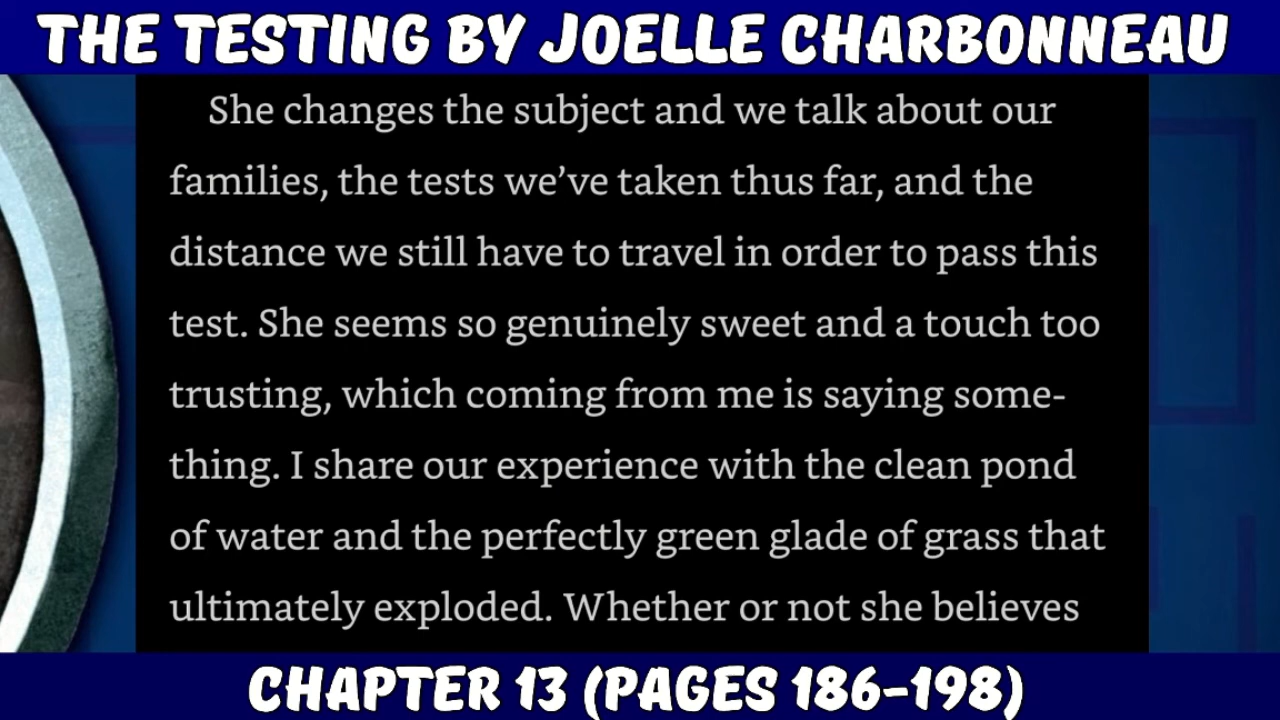 THE TESTING BY JOELLE CHARBONNEAU
She changes the subject and we talk about our
families, the tests we’ve taken thus far, and the
distance we still have to travel in order to pass this
test. She seems so genuinely sweet and a touch too
trusting, which coming from me is saying some-
thing. I share our experience with the clean pond
of water and the perfectly green glade of grass that
ultimately exploded. Whether or not she believes
CHAPTER 13 (PAGES 186-198)